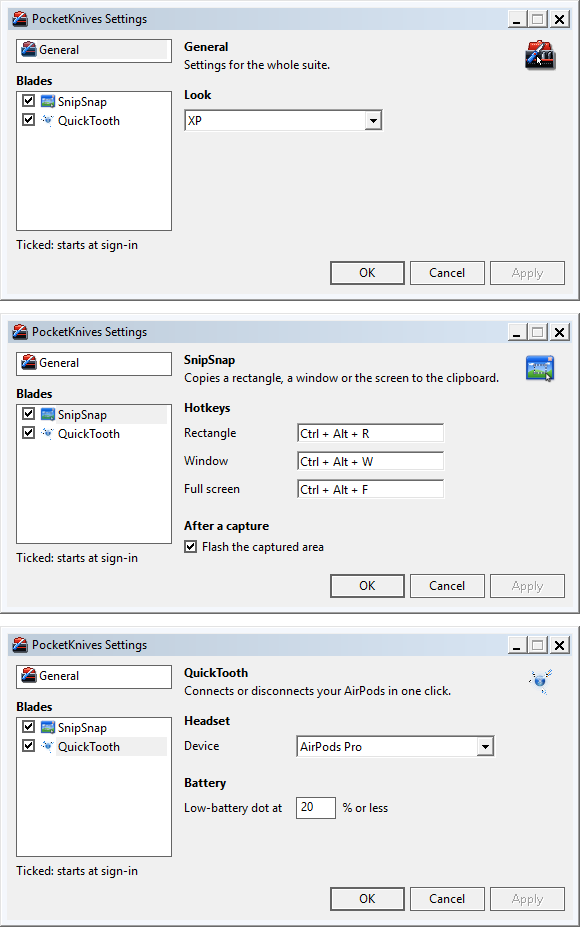 PocketKnives Settings
General
General
Settings for the whole suite.
Blades
SnipSnap
QuickTooth
Look
XP
Ticked: starts at sign-in
OK Cancel Apply
PocketKnives Settings
General
SnipSnap
Copies a rectangle, a window or the screen to the clipboard.
Blades
SnipSnap
QuickTooth
Hotkeys
Rectangle Ctrl + Alt + R
Window Ctrl + Alt + W
Full screen Ctrl + Alt + F
After a capture
Flash the captured area
Ticked: starts at sign-in
OK Cancel Apply
PocketKnives Settings
General
QuickTooth
Connects or disconnects your AirPods in one click.
Blades
SnipSnap
QuickTooth
Headset
Device AirPods Pro
Battery
Low-battery dot at 20 % or less
Ticked: starts at sign-in
OK Cancel Apply